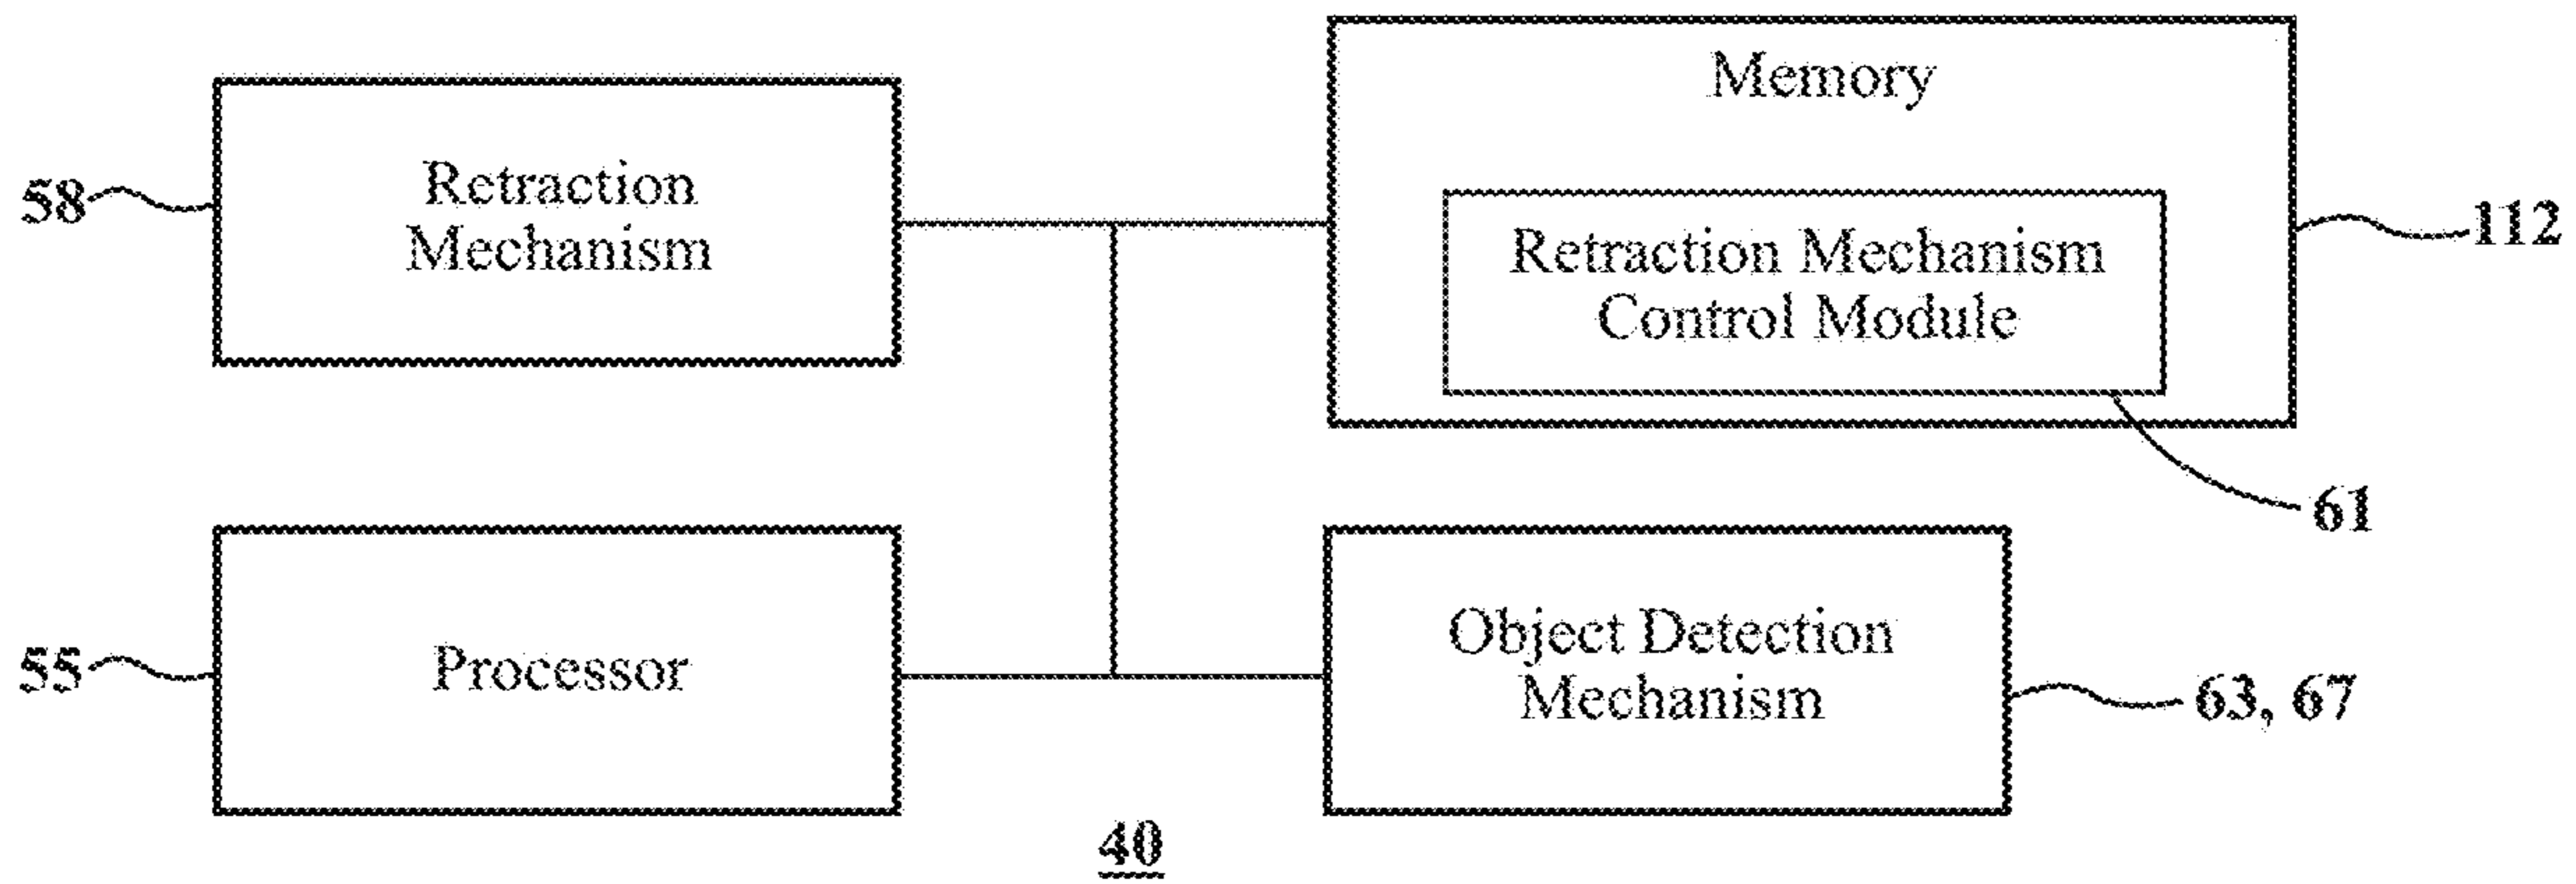 Memory
Retraction
Mechanism
58
Retraction Mechanism
Control Module
112
61
Processor
55
Object Detection
Mechanism
63, 67
40